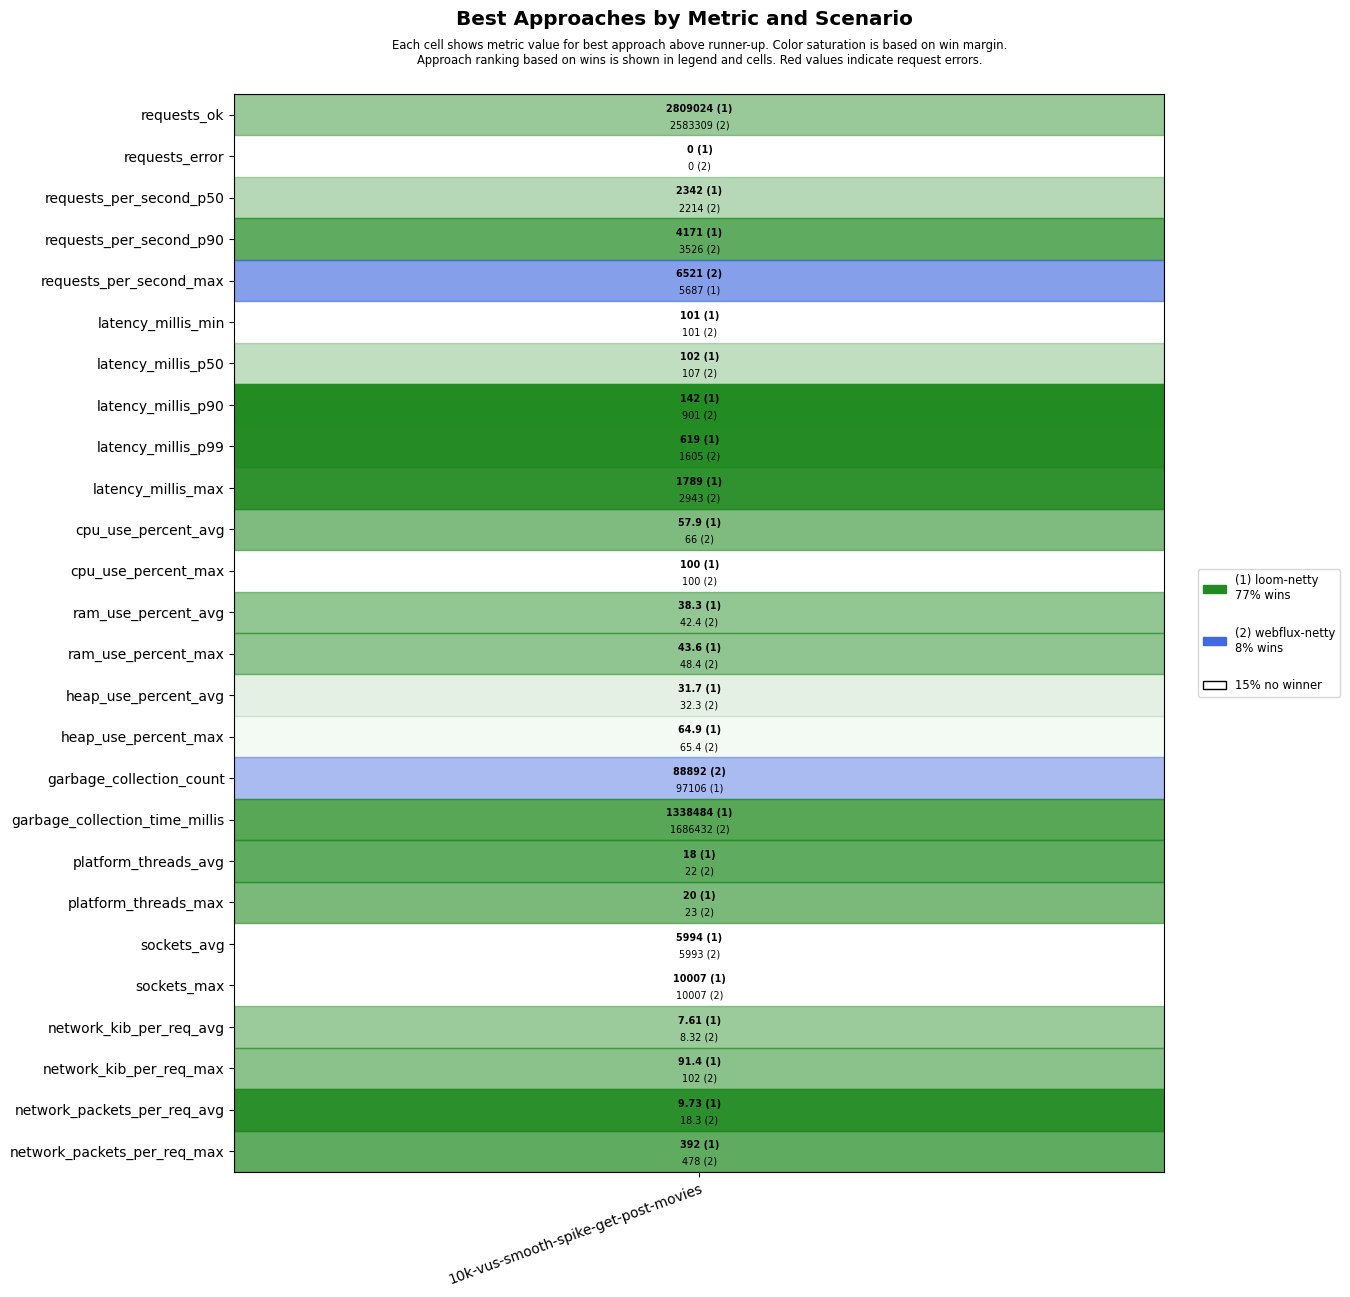 Best Approaches by Metric and Scenario
Each cell shows metric value for best approach above runner-up. Color saturation is based on win margin.
Approach ranking based on wins is shown in legend and cells. Red values indicate request errors.
requests_ok
2809024 (1)
2583309 (2)
requests_error
0 (1)
0 (2)
requests_per_second_p50
2342 (1)
2214 (2)
requests_per_second_p90
4171 (1)
3526 (2)
requests_per_second_max
6521 (2)
5687 (1)
latency_millis_min
101 (1)
101 (2)
latency_millis_p50
102 (1)
107 (2)
latency_millis_p90
142 (1)
901 (2)
latency_millis_p99
619 (1)
1605 (2)
latency_millis_max
1789 (1)
2943 (2)
cpu_use_percent_avg
57.9 (1)
66 (2)
cpu_use_percent_max
100 (1)
100 (2)
ram_use_percent_avg
38.3 (1)
42.4 (2)
ram_use_percent_max
43.6 (1)
48.4 (2)
heap_use_percent_avg
31.7 (1)
32.3 (2)
heap_use_percent_max
64.9 (1)
65.4 (2)
garbage_collection_count
88892 (2)
97106 (1)
garbage_collection_time_millis
1338484 (1)
1686432 (2)
platform_threads_avg
18 (1)
22 (2)
platform_threads_max
20 (1)
23 (2)
sockets_avg
5994 (1)
5993 (2)
sockets_max
10007 (1)
10007 (2)
network_kib_per_req_avg
7.61 (1)
8.32 (2)
network_kib_per_req_max
91.4 (1)
102 (2)
network_packets_per_req_avg
9.73 (1)
18.3 (2)
network_packets_per_req_max
392 (1)
478 (2)
10k-vus-smooth-spike-get-post-movies
(1) loom-netty
77% wins
(2) webflux-netty
8% wins
15% no winner